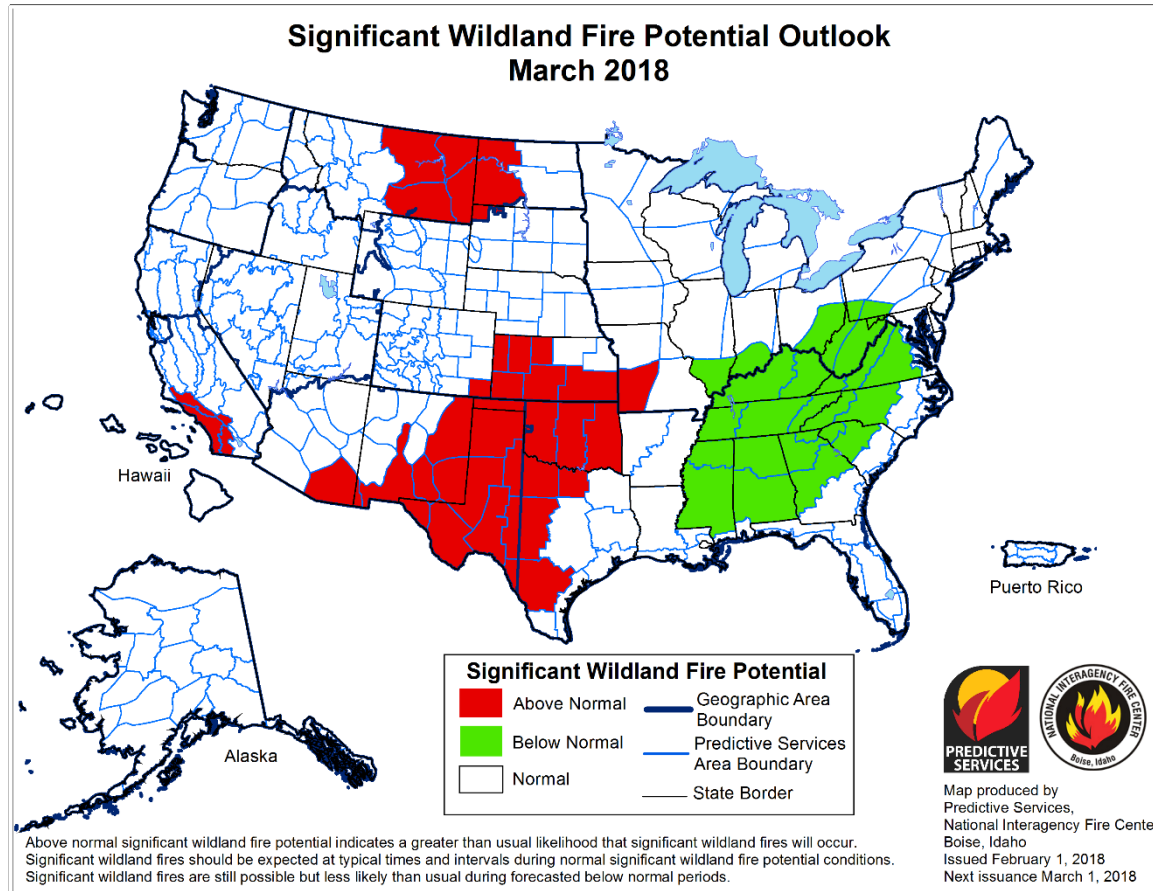 Significant Wildland Fire Potential Outlook
March 2018
Hawaii
Puerto Rico
Alaska
Significant Wildland Fire Potential
Above Normal
Below Normal
Normal
Geographic Area
Boundary
Predictive Services
Area Boundary
State Border
PREDICTIVE
SERVICES
NATIONAL INTERAGENCY FIRE CENTER
Boise, Idaho
Map produced by
Predictive Services,
National Interagency Fire Cente
Boise, Idaho
Issued February 1, 2018
Next issuance March 1, 2018
Above normal significant wildland fire potential indicates a greater than usual likelihood that significant wildland fires will occur.
Significant wildland fires should be expected at typical times and intervals during normal significant wildland fire potential conditions.
Significant wildland fires are still possible but less likely than usual during forecasted below normal periods.